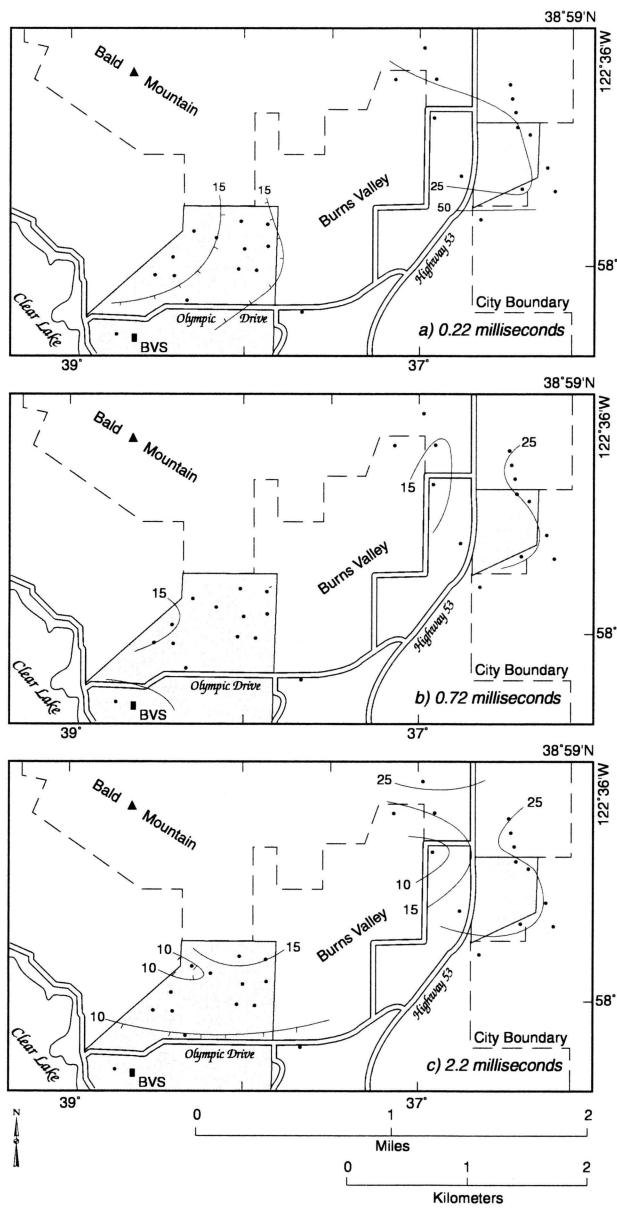 38°59'N
122°36'W
Bald
Mountain
15
15
Burns Valley
25
50
Highway 53
58°
Clear Lake
City Boundary
Olympic Drive
a) 0.22 milliseconds
BVS
39°
37°
38°59'N
122°36'W
Bald
Mountain
25
15
Burns Valley
15
Highway 53
58°
Clear Lake
City Boundary
Olympic Drive
b) 0.72 milliseconds
BVS
39°
37°
38°59'N
122°36'W
25
Bald
Mountain
25
10
15
Burns Valley
10
15
10
10
Highway 53
58°
Clear Lake
City Boundary
Olympic Drive
c) 2.2 milliseconds
BVS
39°
37°
N
0 1 2
Miles
0 1 2
Kilometers